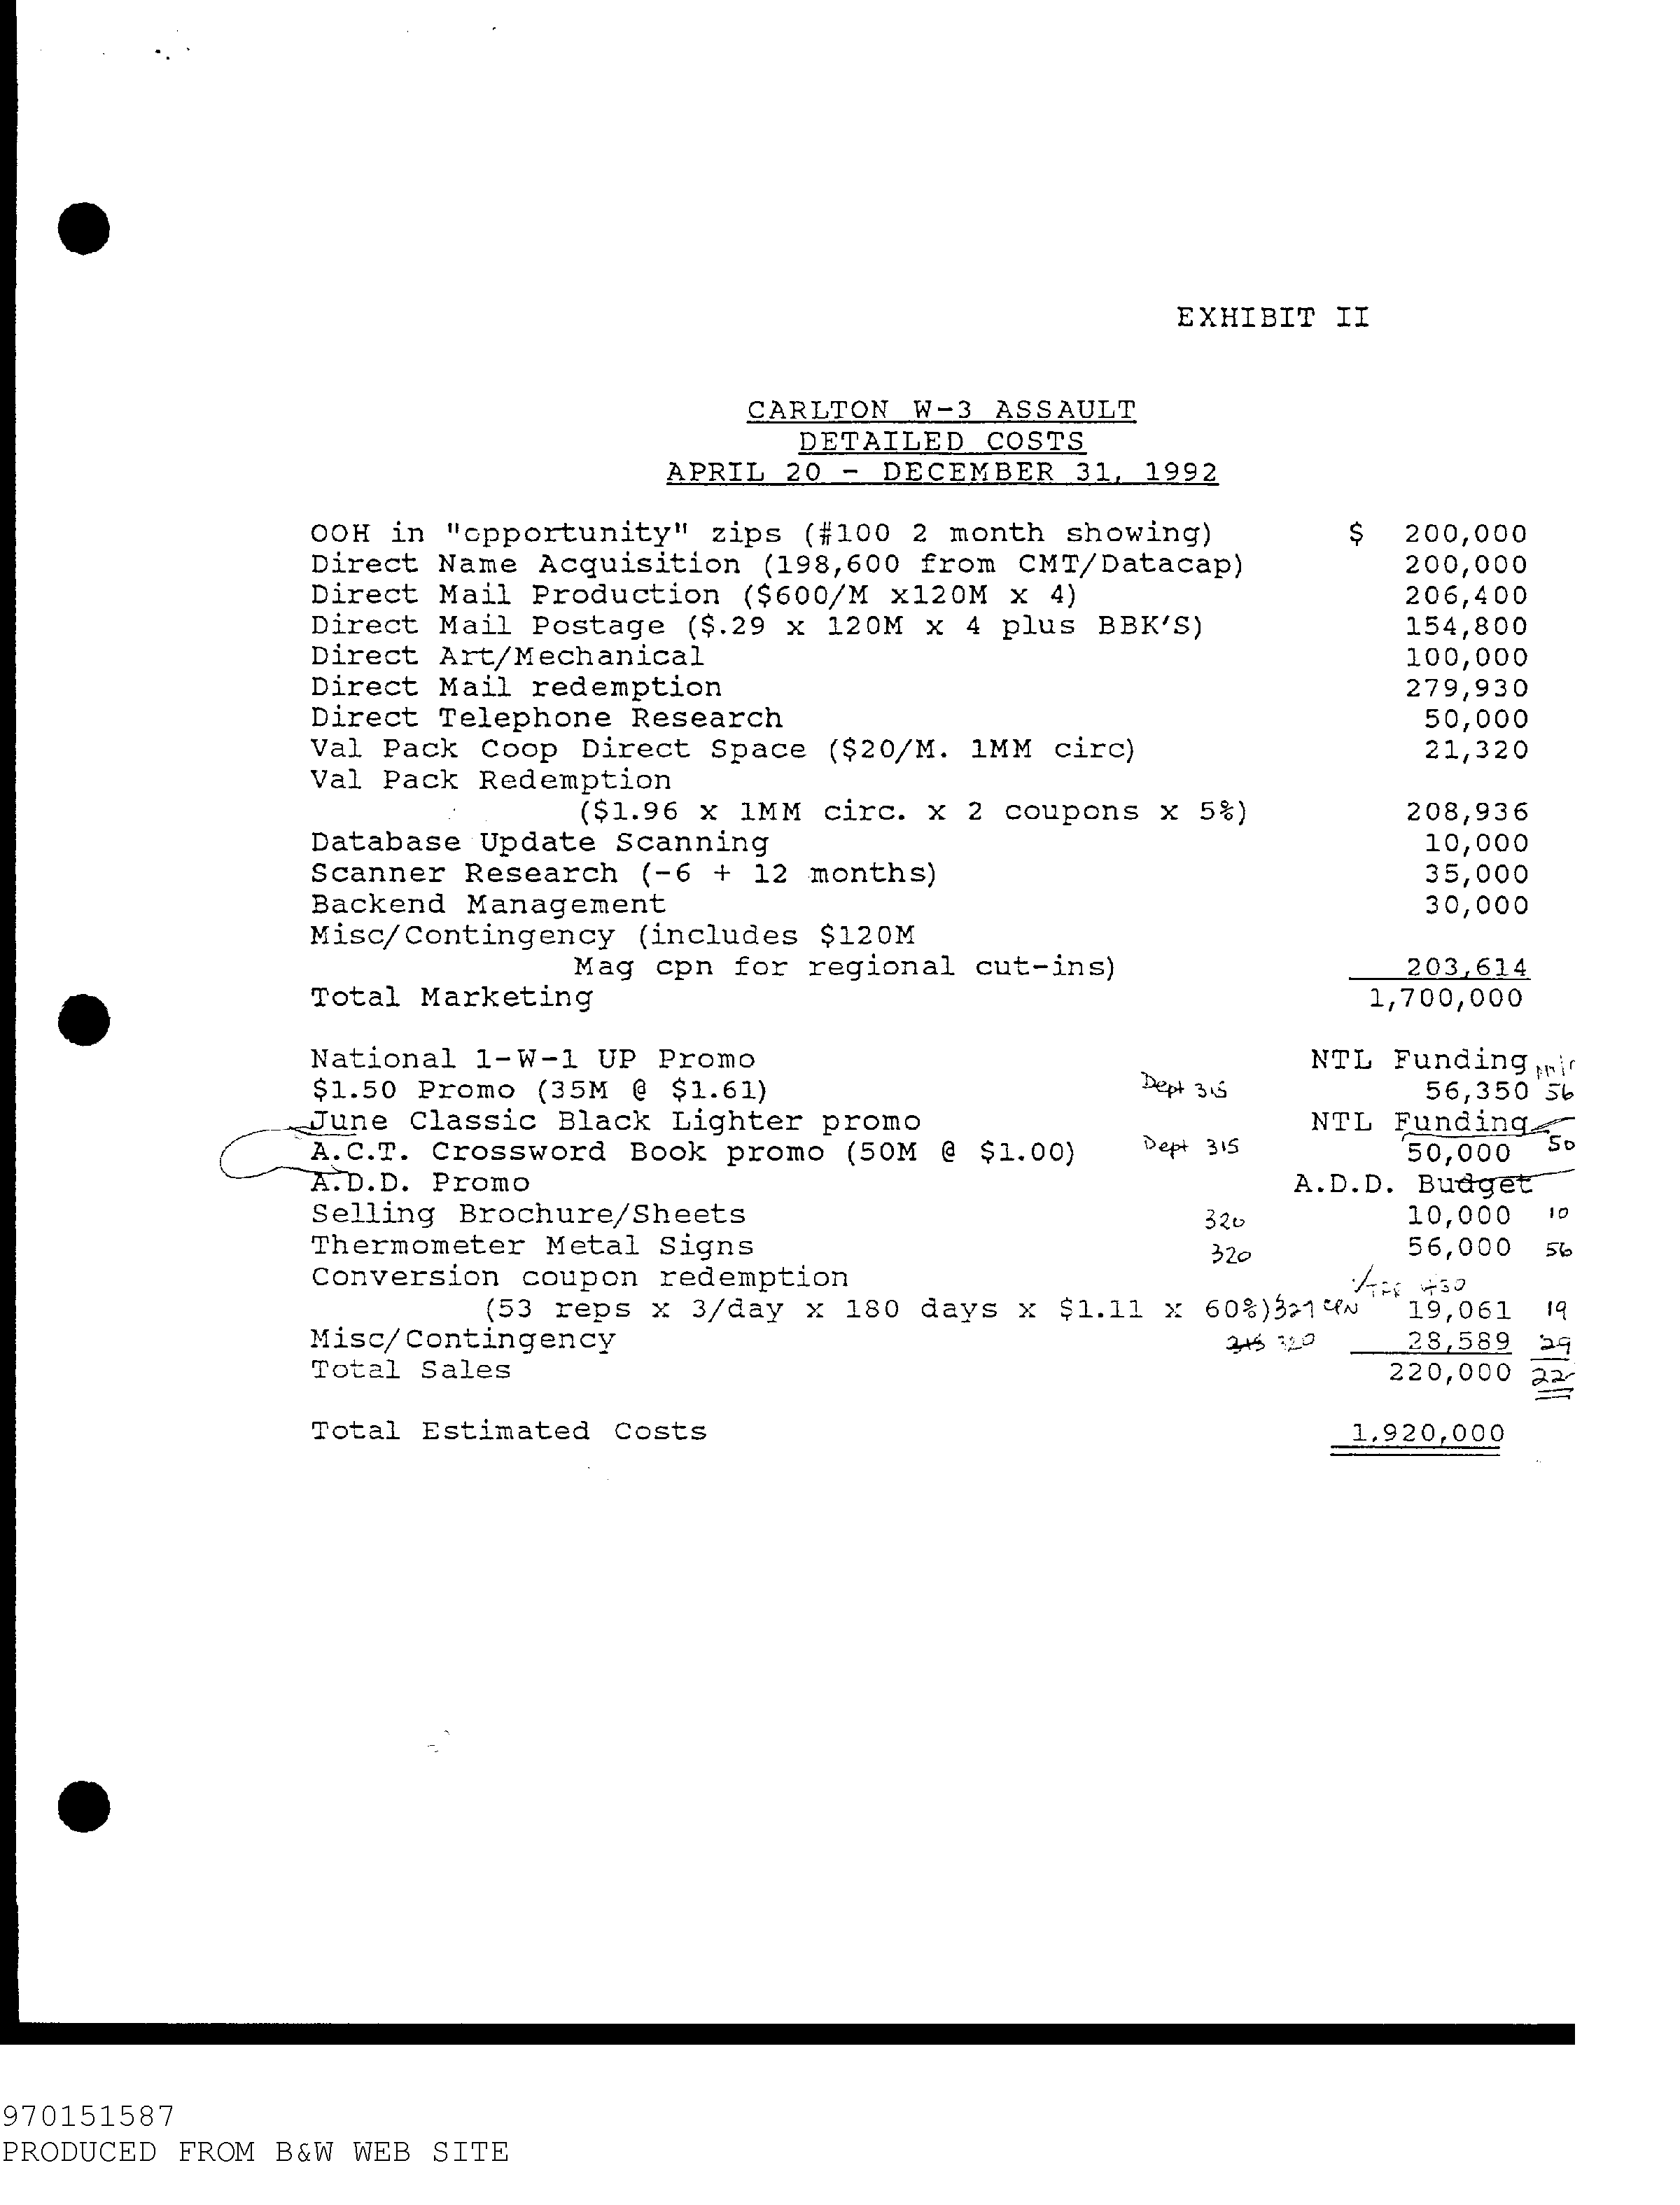 EXHIBIT II
CARLTON W-3 ASSAULT
DETAILED COSTS
APRIL 20 - DECEMBER 31, 1992
OOH in "opportunity" zips (#100 2 month showing) $ 200,000
Direct Name Acquisition (198,600 from CMT/Datacap) 200,000
Direct Mail Production ($600/M x120M x 4) 206,400
Direct Mail Postage ($.29 x 120M x 4 plus BBK'S) 154,800
Direct Art/Mechanical 100,000
Direct Mail redemption 279,930
Direct Telephone Research 50,000
Val Pack Coop Direct Space ($20/M. 1MM circ) 21,320
Val Pack Redemption
($1.96 x 1MM circ. x 2 coupons x 5%) 208,936
Database Update Scanning 10,000
Scanner Research (-6 + 12 months) 35,000
Backend Management 30,000
Misc/Contingency (includes $120M
Mag cpn for regional cut-ins) 203,614
Total Marketing 1,700,000
National 1-W-1 UP Promo NTL Funding
$1.50 Promo (35M @ $1.61) Dept 315 56,350 56
June Classic Black Lighter promo NTL Funding
A.C.T. Crossword Book promo (50M @ $1.00) Dept 315 50,000 50
A.D.D. Promo A.D.D. Budget
Selling Brochure/Sheets 320 10,000 10
Thermometer Metal Signs 320 56,000 56
Conversion coupon redemption
(53 reps x 3/day x 180 days x $1.11 x 60%) 327 CPN 19,061 19
Misc/Contingency 315 320 28,589 29
Total Sales 220,000 22
Total Estimated Costs 1,920,000
970151587
PRODUCED FROM B&W WEB SITE